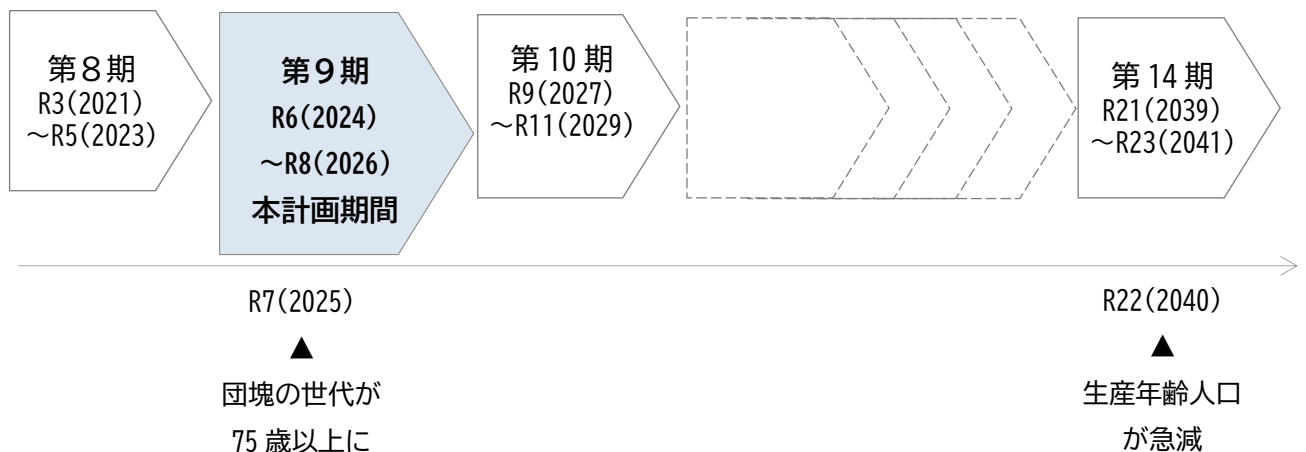 第８期
R3(2021)
～R5(2023)
第９期
R6(2024)
～R8(2026)
本計画期間
第 10 期
R9(2027)
～R11(2029)
第 14 期
R21(2039)
～R23(2041)
R7(2025)
▲
団塊の世代が
75 歳以上に
R22(2040)
▲
生産年齢人口
が急減